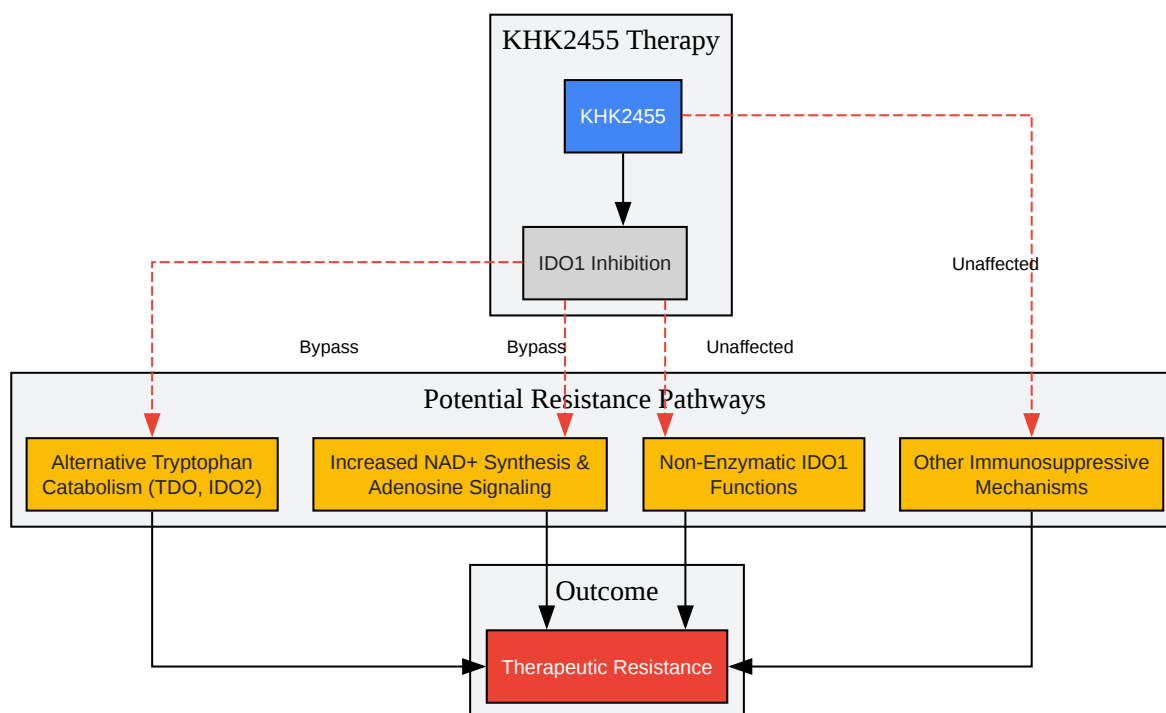 KHK2455 Therapy
KHK2455
IDO1 Inhibition
Unaffected
Bypass
Bypass
Unaffected
Potential Resistance Pathways
Alternative Tryptophan
Catabolism (TDO, IDO2)
Increased NAD+ Synthesis &
Adenosine Signaling
Non-Enzymatic IDO1
Functions
Other Immunosuppressive
Mechanisms
Outcome
Therapeutic Resistance